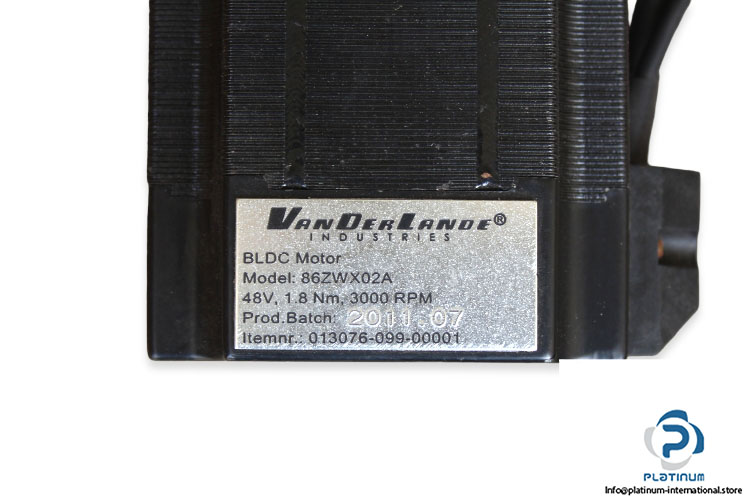 VANDERLANDE®
INDUSTRIES
BLDC Motor
Model: 86ZWX02A
48V, 1.8 Nm, 3000 RPM
Prod.Batch: 2011.07
Itemnr.: 013076-099-00001
PLATINUM
Info@platinum-international.store